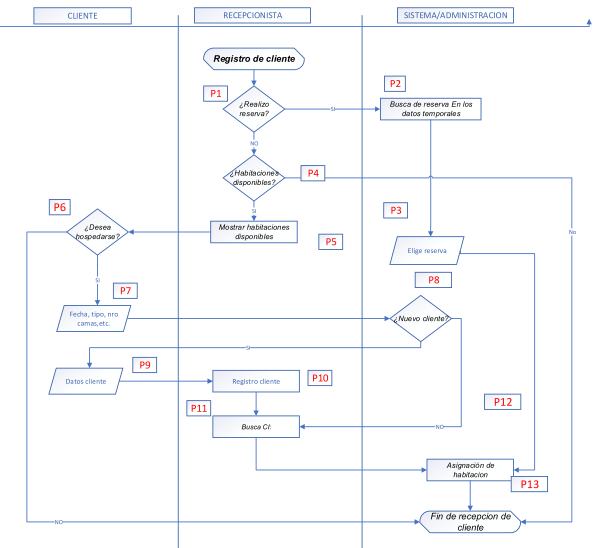 CLIENTE
RECEPCIONISTA
SISTEMA/ADMINISTRACION
Registro de cliente
P1
¿Realizo
reserva?
SI
P2
Busca de reserva En los
datos temporales
NO
¿Habitaciones
disponibles?
P4
P6
SI
P3
No
¿Desea
hospedarse?
Mostrar habitaciones
disponibles
P5
Elige reserva
SI
P7
P8
Fecha, tipo, nro
camas,etc.
¿Nuevo cliente?
SI
P9
Datos cliente
Registro cliente
P10
P11
P12
Busca CI:
NO
Asignación de
habitacion
P13
NO
Fin de recepcion de
cliente